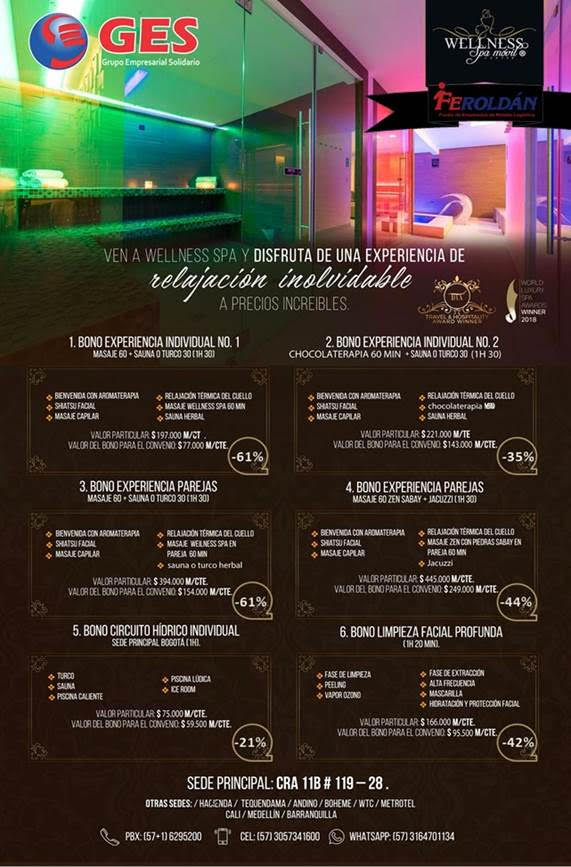 GES
Grupo Empresarial Solidario
WELLNESS
Spa móvil ®
FEROLDÁN
VEN A WELLNESS SPA Y DISFRUTA DE UNA EXPERIENCIA DE
relajación inolvidable
A PRECIOS INCREIBLES.
TRAVEL & HOSPITALITY
AWARD WINNER
WORLD
LUXURY
SPA
AWARDS
WINNER
2018
1. BONO EXPERIENCIA INDIVIDUAL NO. 1
MASAJE 60 + SAUNA O TURCO 30 (1H 30)
BIENVENIDA CON AROMATERAPIA
SHIATSU FACIAL
MASAJE CAPILAR
RELAJACIÓN TÉRMICA DEL CUELLO
MASAJE WELLNESS SPA 60 MIN
SAUNA HERBAL
VALOR PARTICULAR: $ 197.000 M/CT .
VALOR DEL BONO PARA EL CONVENIO: $ 77.000 M/CTE.
-61%
2. BONO EXPERIENCIA INDIVIDUAL NO. 2
CHOCOLATERAPIA 60 MIN + SAUNA O TURCO 30 (1H 30)
BIENVENIDA CON AROMATERAPIA
SHIATSU FACIAL
MASAJE CAPILAR
RELAJACIÓN TÉRMICA DEL CUELLO
chocolaterapia
SAUNA HERBAL
VALOR PARTICULAR: $ 221.000 M/TE
VALOR DEL BONO PARA EL CONVENIO: $ 143.000 M/CTE.
-35%
3. BONO EXPERIENCIA PAREJAS
MASAJE 60 + SAUNA O TURCO 30 (1H 30)
BIENVENIDA CON AROMATERAPIA
SHIATSU FACIAL
MASAJE CAPILAR
RELAJACIÓN TÉRMICA DEL CUELLO
MASAJE WEILNESS SPA EN
PAREJA 60 MIN
sauna o turco herbal
VALOR PARTICULAR: $ 394.000 M/CTE.
VALOR DEL BONO PARA EL CONVENIO: $ 154.000 M/CTE.
-61%
4. BONO EXPERIENCIA PAREJAS
MASAJE 60 ZEN SABAY + JACUZZI (1H 30)
BIENVENIDA CON AROMATERAPIA
SHIATSU FACIAL
MASAJE CAPILAR
RELAJACIÓN TÉRMICA DEL CUELLO
MASAJE ZEN CON PIEDRAS SABAY EN
PAREJA 60 MIN
Jacuzzi
VALOR PARTICULAR: $ 445.000 M/CTE.
VALOR DEL BONO PARA EL CONVENIO: $ 249.000 M/CTE.
-44%
5. BONO CIRCUITO HÍDRICO INDIVIDUAL
SEDE PRINCIPAL BOGOTÁ (1H).
TURCO
SAUNA
PISCINA CALIENTE
PISCINA LÚDICA
ICE ROOM
VALOR PARTICULAR: $ 75.000 M/CTE.
VALOR DEL BONO PARA EL CONVENIO: $ 59.500 M/CTE.
-21%
6. BONO LIMPIEZA FACIAL PROFUNDA
(1H 20 MIN).
FASE DE LIMPIEZA
PEELING
VAPOR OZONO
FASE DE EXTRACCIÓN
ALTA FRECUENCIA
MASCARILLA
HIDRATACIÓN Y PROTECCIÓN FACIAL
VALOR PARTICULAR: $ 166.000 M/CTE.
VALOR DEL BONO PARA EL CONVENIO: $ 95.500 M/CTE.
-42%
SEDE PRINCIPAL: CRA 11B # 119 – 28 .
OTRAS SEDES: / HACIENDA / TEQUENDAMA / ANDINO / BOHEME / WTC / METROTEL
CALI / MEDELLÍN / BARRANQUILLA
PBX: (57+1) 6295200
CEL: (57) 3057341600
WHATSAPP: (57) 3164701134